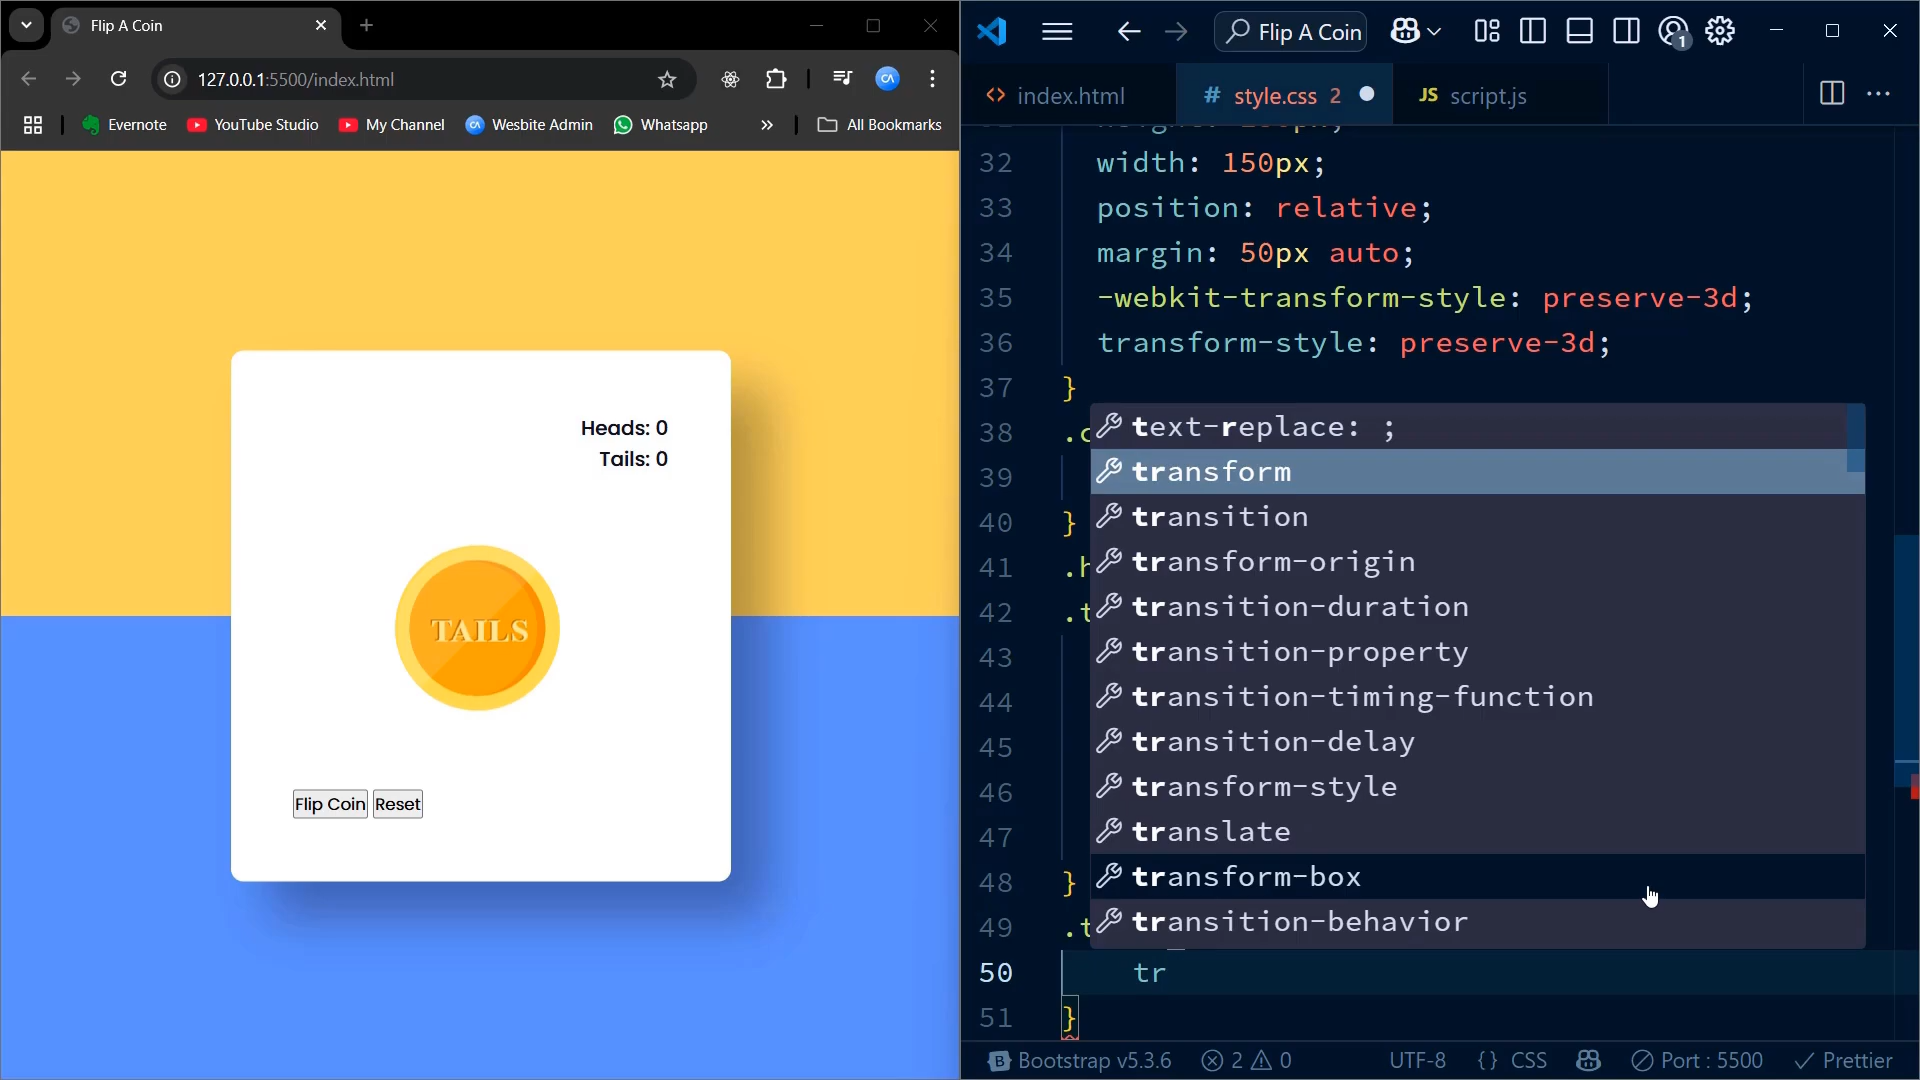 Flip A Coin
127.0.0.1:5500/index.html
Evernote
YouTube Studio
My Channel
Wesbite Admin
Whatsapp
»
All Bookmarks
Heads: 0
Tails: 0
TAILS
Flip Coin
Reset
Flip A Coin
1
<> index.html
# style.css 2
JS script.js
32 width: 150px;
33 position: relative;
34 margin: 50px auto;
35 -webkit-transform-style: preserve-3d;
36 transform-style: preserve-3d;
37 }
38 .c
39
40 }
41 .h
42 .t
43
44
45
46
47
48 }
49 .t
50 tr
51 }
text-replace: ;
transform
transition
transform-origin
transition-duration
transition-property
transition-timing-function
transition-delay
transform-style
translate
transform-box
transition-behavior
B Bootstrap v5.3.6
2
0
UTF-8
{} CSS
Port : 5500
Prettier